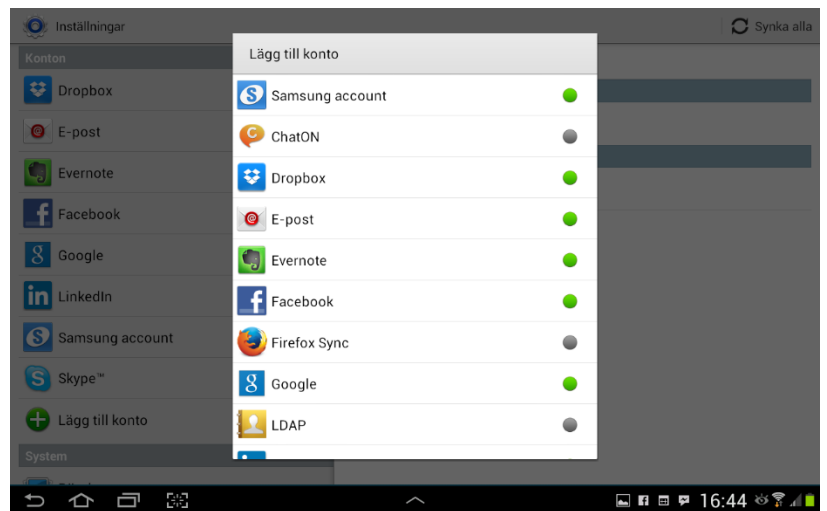 Inställningar
Synka alla
Konton
Dropbox
E-post
Evernote
Facebook
Google
LinkedIn
Samsung account
Skype™
Lägg till konto
System
Lägg till konto
Samsung account
ChatON
Dropbox
E-post
Evernote
Facebook
Firefox Sync
Google
LDAP
16:44